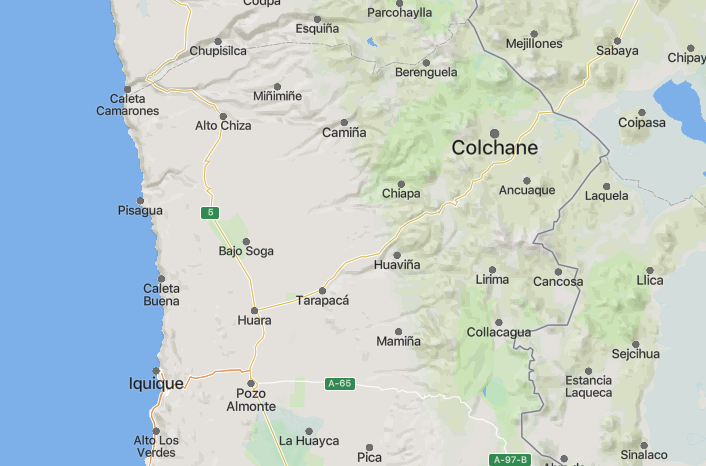 Codpa
Parcohaylla
Esquiña
Mejillones
Chupisilca
Sabaya
Chipay
Berenguela
Miñimiñe
Caleta
Camarones
Alto Chiza
Camiña
Coipasa
Colchane
Ancuaque
Chiapa
Laquela
Pisagua
5
Bajo Soga
Huaviña
Lirima
Cancosa
Llica
Caleta
Buena
Tarapacá
Huara
Collacagua
Mamiña
Sejcihua
Iquique
Pozo
Almonte
A-65
Estancia
Laqueca
Alto Los
Verdes
La Huayca
Pica
A-97-B
Sinalaco